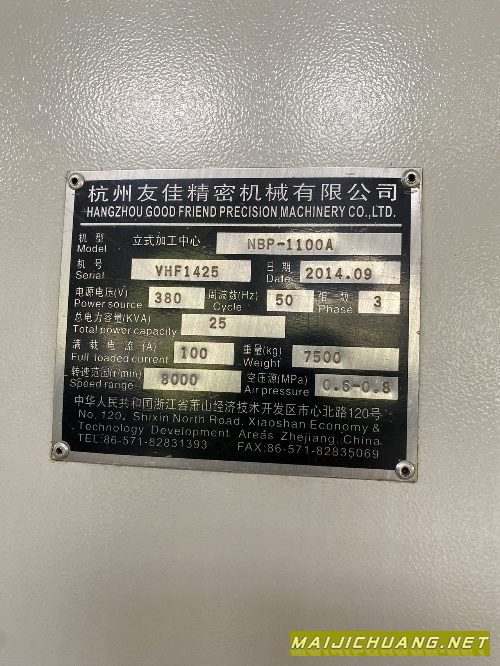 杭州友佳精密机械有限公司
HANGZHOU GOOD FRIEND PRECISION MACHINERY CO.,LTD.
机型 立式加工中心 NBP-1100A
Model
机号 VHF1425 日期 2014.09
Serial Date
电源电压(V) 380 周波数(Hz) 50 相数 3
Power source Cycle Phase
总电力容量(KVA) 25
Total power capacity
满载电流(A) 100 重量(kg) 7500
Full loaded current Weight
转速范围(r/min) 8000 空压源(MPa) 0.6-0.8
Speed range Air pressure
中华人民共和国浙江省萧山经济技术开发区市心北路120号
No. 120, Shixin North Road, Xiaoshan Economy &
Technology Development Areas Zhejiang, China.
TEL:86-571-82831393 FAX:86-571-82835069
MAIJICHUANG.NET